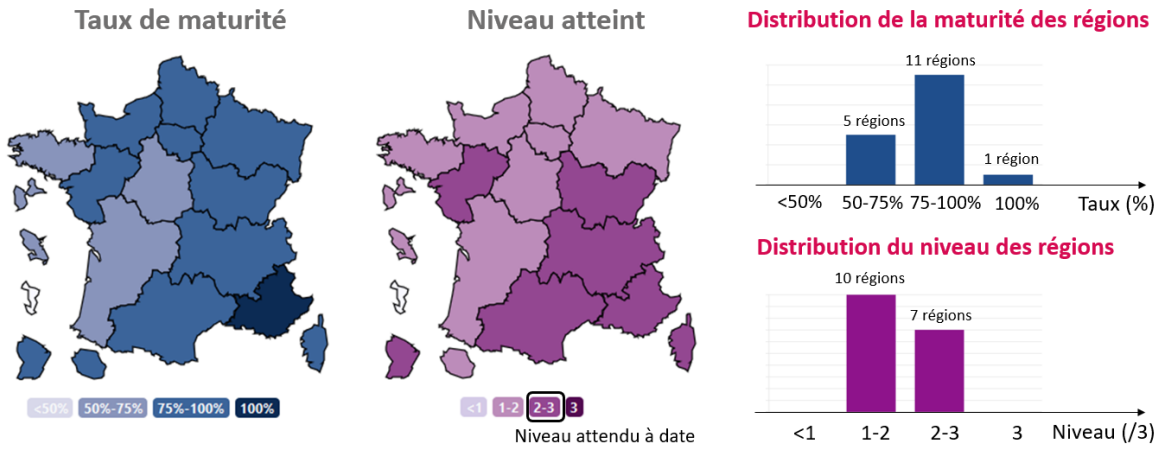 Taux de maturité
<50%
50%-75%
75%-100%
100%
Niveau atteint
<1
1-2
2-3
3
Niveau attendu à date
Distribution de la maturité des régions
11 régions
5 régions
1 région
<50%
50-75%
75-100%
100%
Taux (%)
Distribution du niveau des régions
10 régions
7 régions
<1
1-2
2-3
3
Niveau (/3)